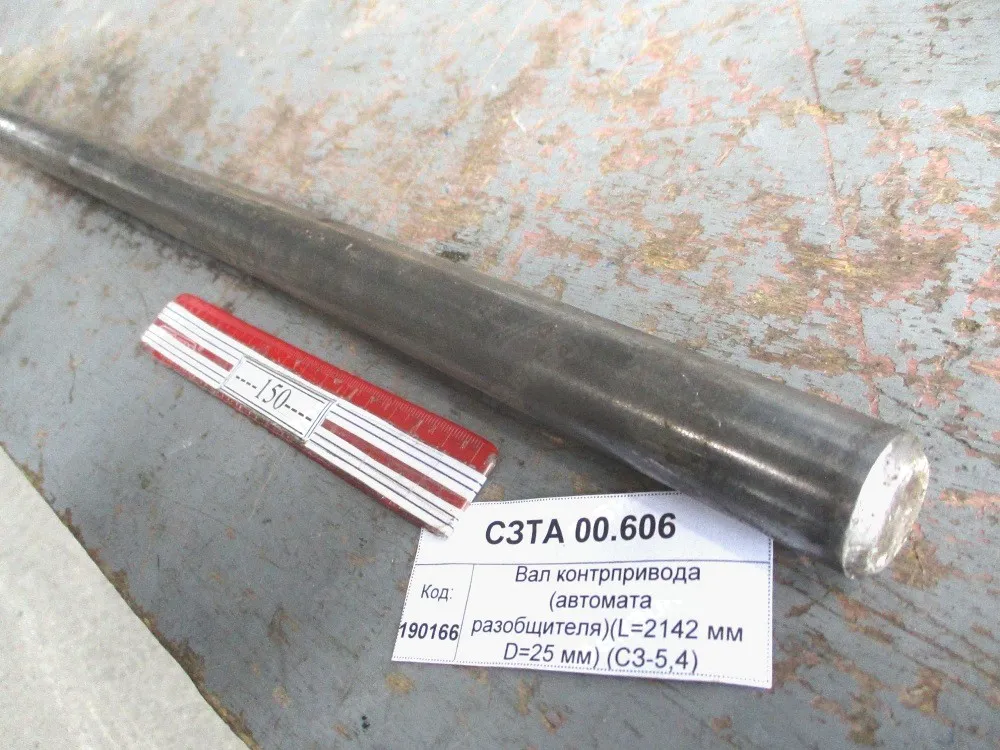 ----150----
СЗТА 00.606
Код:
190166
Вал контрпривода
(автомата
разобщителя)(L=2142 мм
D=25 мм) (СЗ-5,4)